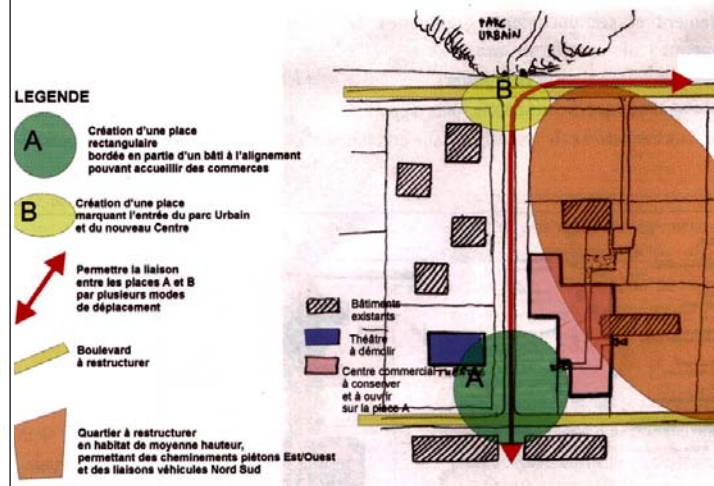 PARC
URBAIN
B
LEGENDE
A
Création d'une place
rectangulaire
bordée en partie d'un bâti à l'alignement
pouvant accueillir des commerces
B
Création d'une place
marquant l'entrée du parc Urbain
et du nouveau Centre
Permettre la liaison
entre les places A et B
par plusieurs modes
de déplacement
Boulevard
à restructurer
Quartier à restructurer
en habitat de moyenne hauteur,
permettant des cheminements piétons Est/Ouest
et des liaisons véhicules Nord Sud
Bâtiments
existants
Théâtre
à démolir
Centre commercial
à conserver
et à ouvrir
sur la place A
A